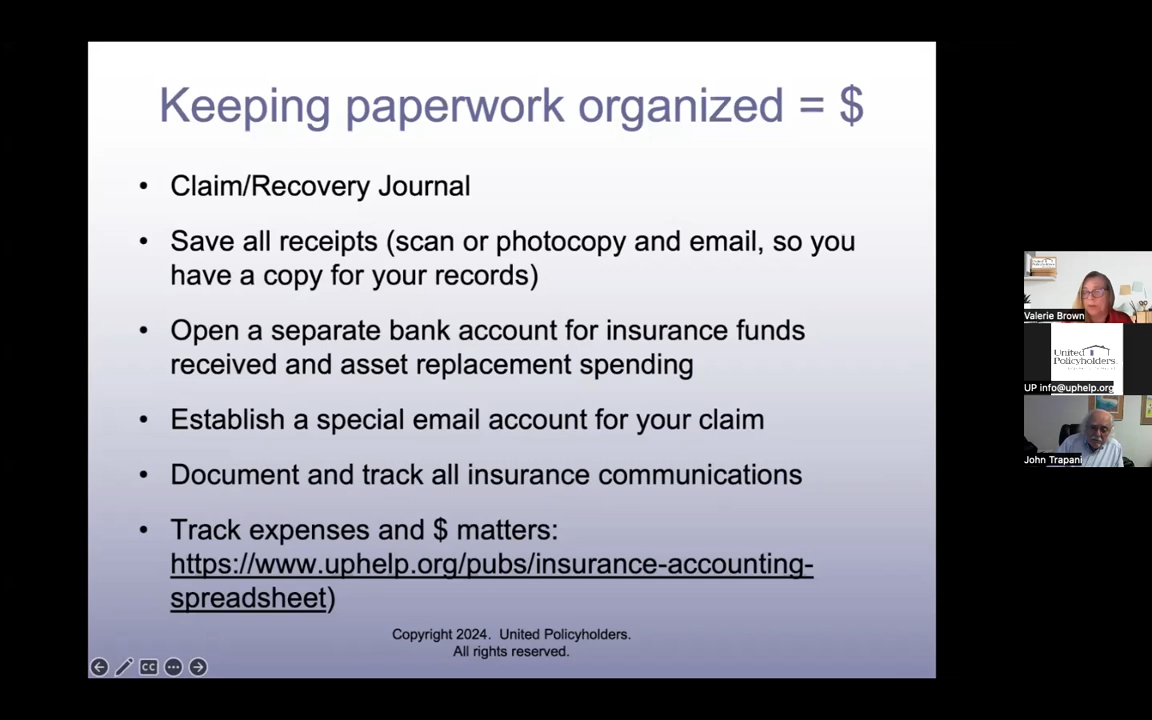 Keeping paperwork organized = $
• Claim/Recovery Journal
• Save all receipts (scan or photocopy and email, so you
have a copy for your records)
• Open a separate bank account for insurance funds
received and asset replacement spending
• Establish a special email account for your claim
• Document and track all insurance communications
• Track expenses and $ matters:
https://www.uphelp.org/pubs/insurance-accounting-
spreadsheet)
Copyright 2024. United Policyholders.
All rights reserved.
CC
Valerie Brown
United
Policyholders
UP info@uphelp.org
John Trapani